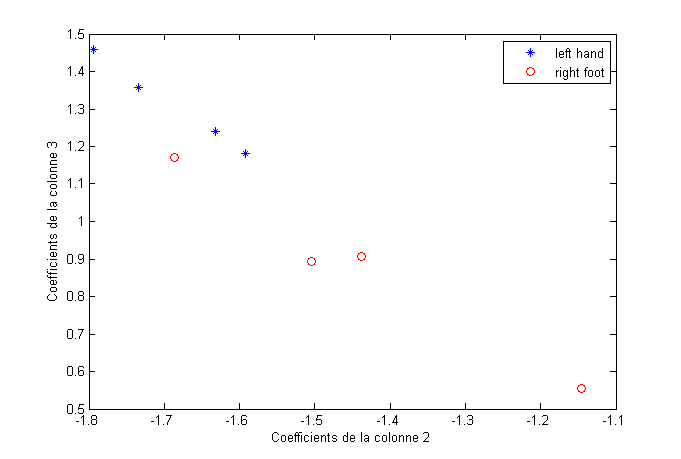 1.5
1.4
1.3
1.2
1.1
1
0.9
0.8
0.7
0.6
0.5
Coefficients de la colonne 3
left hand
right foot
-1.8 -1.7 -1.6 -1.5 -1.4 -1.3 -1.2 -1.1
Coefficients de la colonne 2